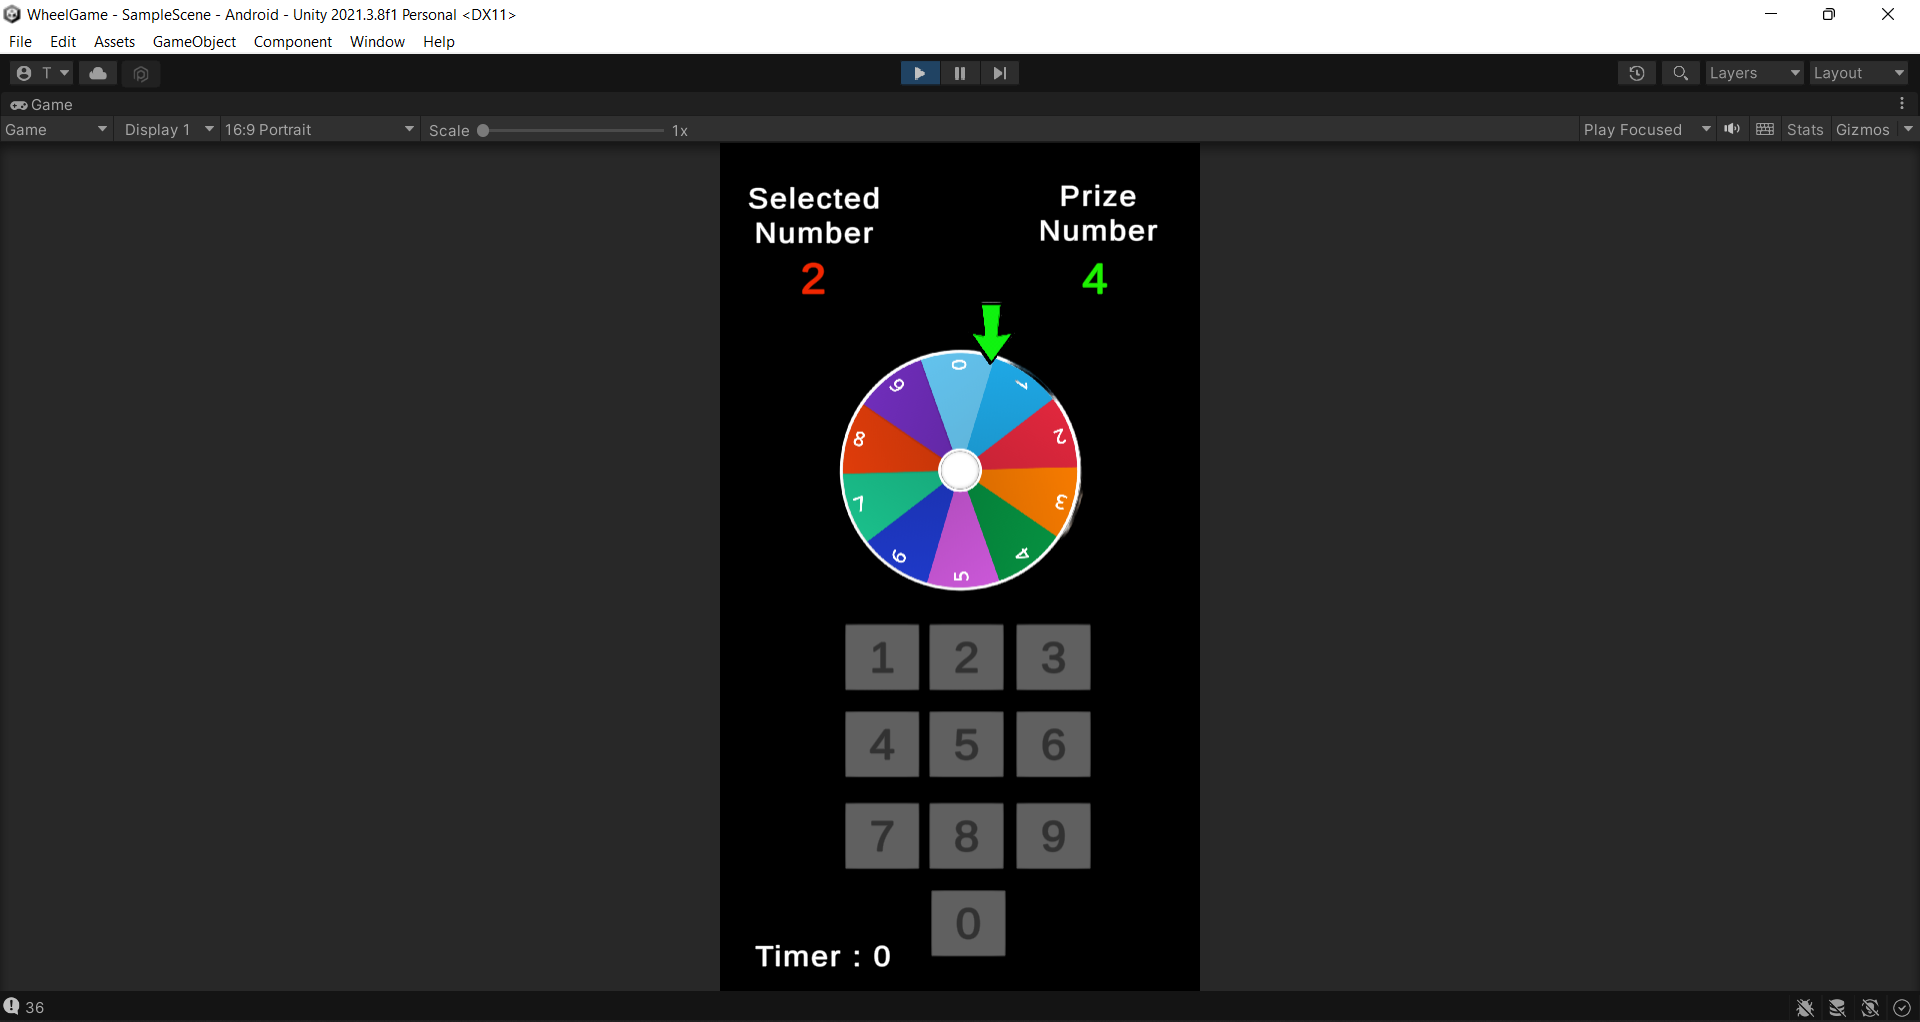 WheelGame - SampleScene - Android - Unity 2021.3.8f1 Personal <DX11>
File Edit Assets GameObject Component Window Help
T Layers Layout
Game
Game Display 1 16:9 Portrait Scale 1x Play Focused Stats Gizmos
Selected Prize
Number Number
2 4
0
1
2
3
4
5
6
7
8
9
1 2 3
4 5 6
7 8 9
0
Timer : 0
36